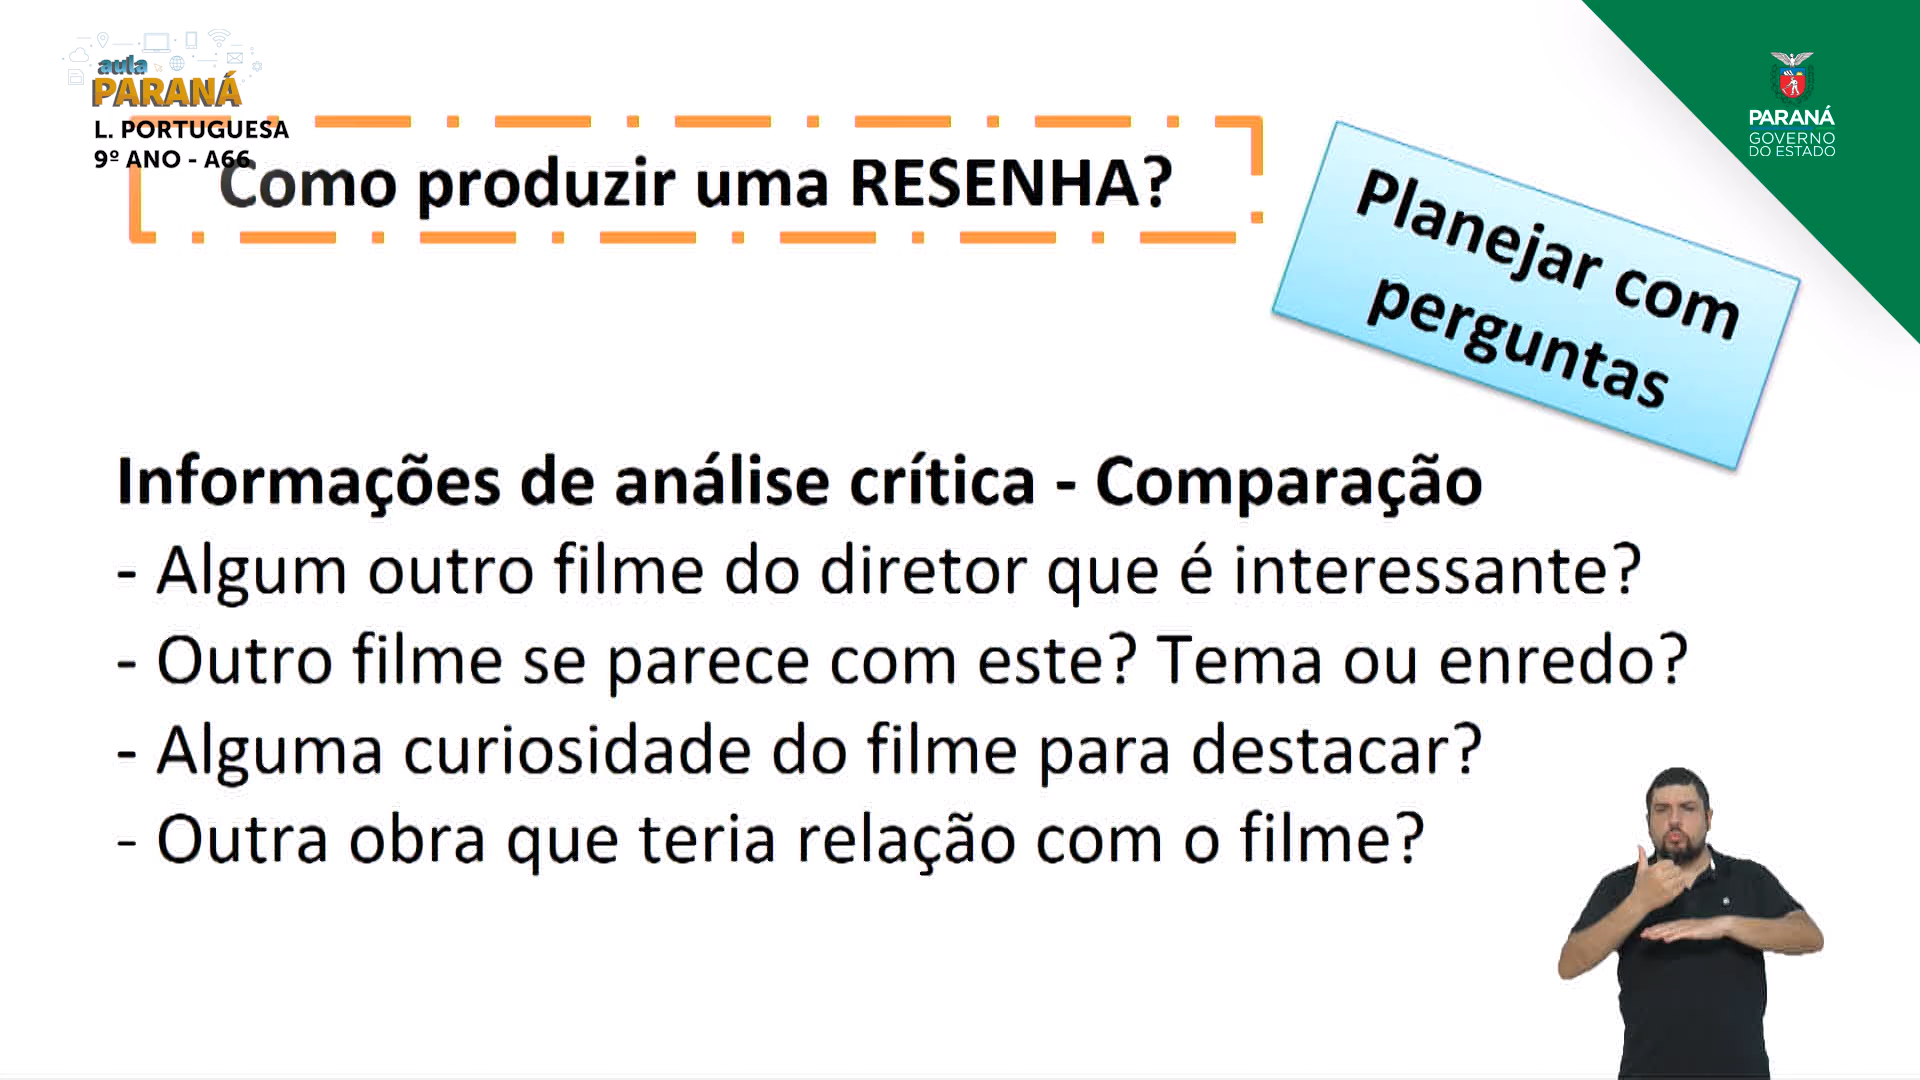 aula
PARANÁ
L. PORTUGUESA
9º ANO - A66
Como produzir uma RESENHA?
Planejar com
perguntas
PARANÁ
GOVERNO
DO ESTADO
Informações de análise crítica - Comparação
- Algum outro filme do diretor que é interessante?
- Outro filme se parece com este? Tema ou enredo?
- Alguma curiosidade do filme para destacar?
- Outra obra que teria relação com o filme?